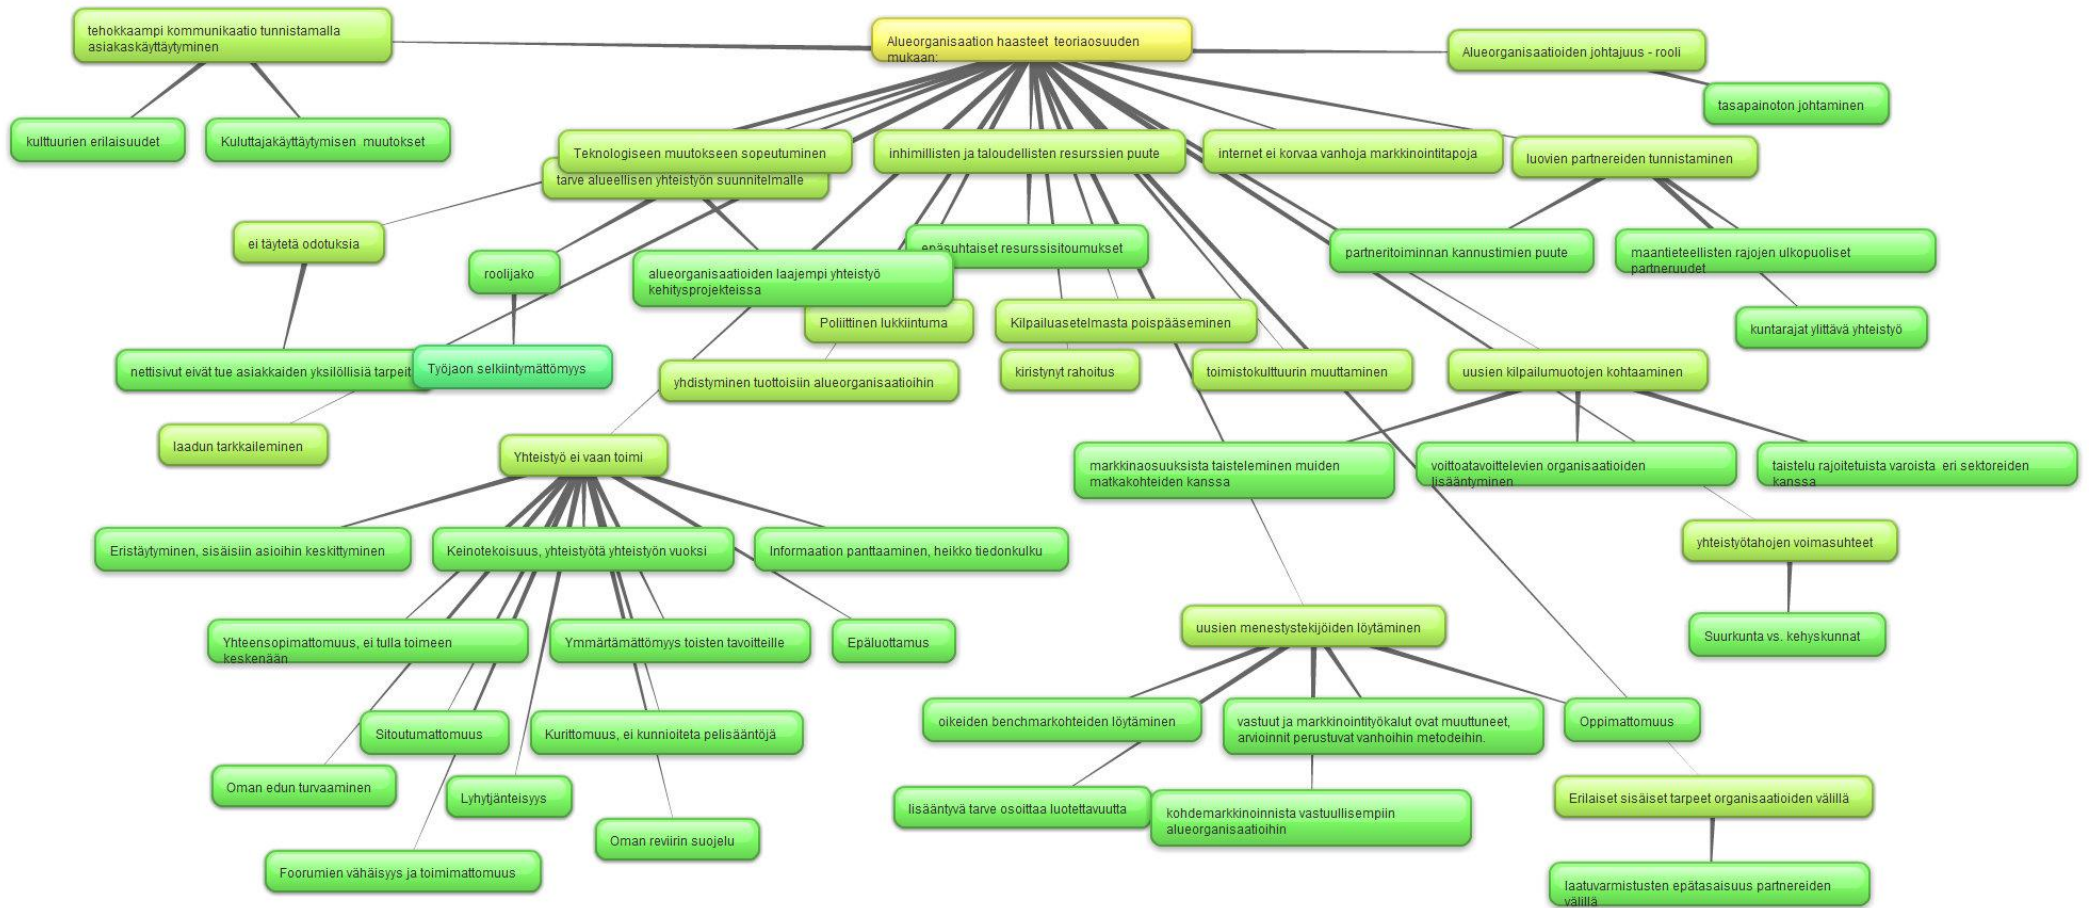 tehokkaampi kommunikaatio tunnistamalla
asiakaskäyttäytyminen
Alueorganisaation haasteet teoriaosuuden
mukaan:
Alueorganisaatioiden johtajuus - rooli
tasapainoton johtaminen
kulttuurien erilaisuudet
Kuluttajakäyttäytymisen muutokset
Teknologiseen muutokseen sopeutuminen
inhimillisten ja taloudellisten resurssien puute
internet ei korvaa vanhoja markkinointitapoja
luovien partnereiden tunnistaminen
tarve alueellisen yhteistyön suunnitelmalle
ei täytetä odotuksia
roolijako
alueorganisaatioiden laajempi yhteistyö
kehitysprojekteissa
epäsuhtaiset resurssisitoumukset
partneritoiminnan kannustimien puute
maantieteellisten rajojen ulkopuoliset
partneruudet
Poliittinen lukkiintuma
Kilpailuasetelmasta poispääseminen
kuntarajat ylittävä yhteistyö
nettisivut eivät tue asiakkaiden yksilöllisiä tarpeit
Työjaon selkiintymättömyys
yhdistyminen tuottoisiin alueorganisaatioihin
kiristynyt rahoitus
toimistokulttuurin muuttaminen
uusien kilpailumuotojen kohtaaminen
laadun tarkkaileminen
Yhteistyö ei vaan toimi
markkinaosuuksista taisteleminen muiden
matkakohteiden kanssa
voittoatavoittelevien organisaatioiden
lisääntyminen
taistelu rajoitetuista varoista eri sektoreiden
kanssa
Eristäytyminen, sisäisiin asioihin keskittyminen
Keinotekoisuus, yhteistyötä yhteistyön vuoksi
Informaation panttaaminen, heikko tiedonkulku
yhteistyötahojen voimasuhteet
Yhteensopimattomuus, ei tulla toimeen
keskenään
Ymmärtämättömyys toisten tavoitteille
Epäluottamus
uusien menestystekijöiden löytäminen
Suurkunta vs. kehyskunnat
Sitoutumattomuus
Kurittomuus, ei kunnioiteta pelisääntöjä
oikeiden benchmarkohteiden löytäminen
vastuut ja markkinointityökalut ovat muuttuneet,
arvioinnit perustuvat vanhoihin metodeihin.
Oppimattomuus
Oman edun turvaaminen
Lyhytjänteisyys
lisääntyvä tarve osoittaa luotettavuutta
kohdemarkkinoinnista vastuullisempiin
alueorganisaatioihin
Erilaiset sisäiset tarpeet organisaatioiden välillä
Oman reviirin suojelu
Foorumien vähäisyys ja toimimattomuus
laatuvarmistusten epätasaisuus partnereiden
välillä